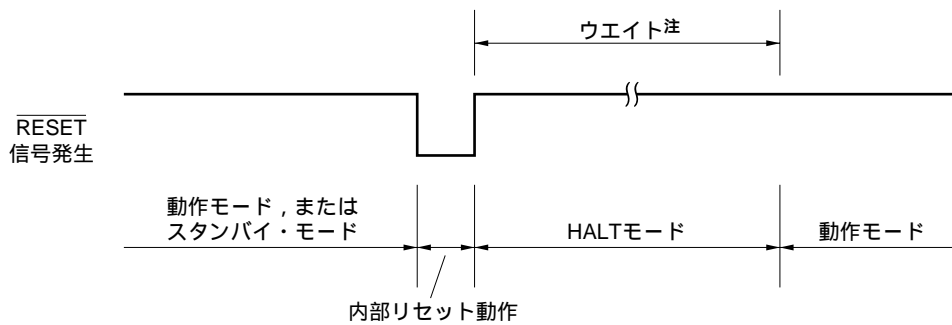 ウエイト注
RESET
信号発生
動作モード，または
スタンバイ・モード
HALTモード
動作モード
内部リセット動作